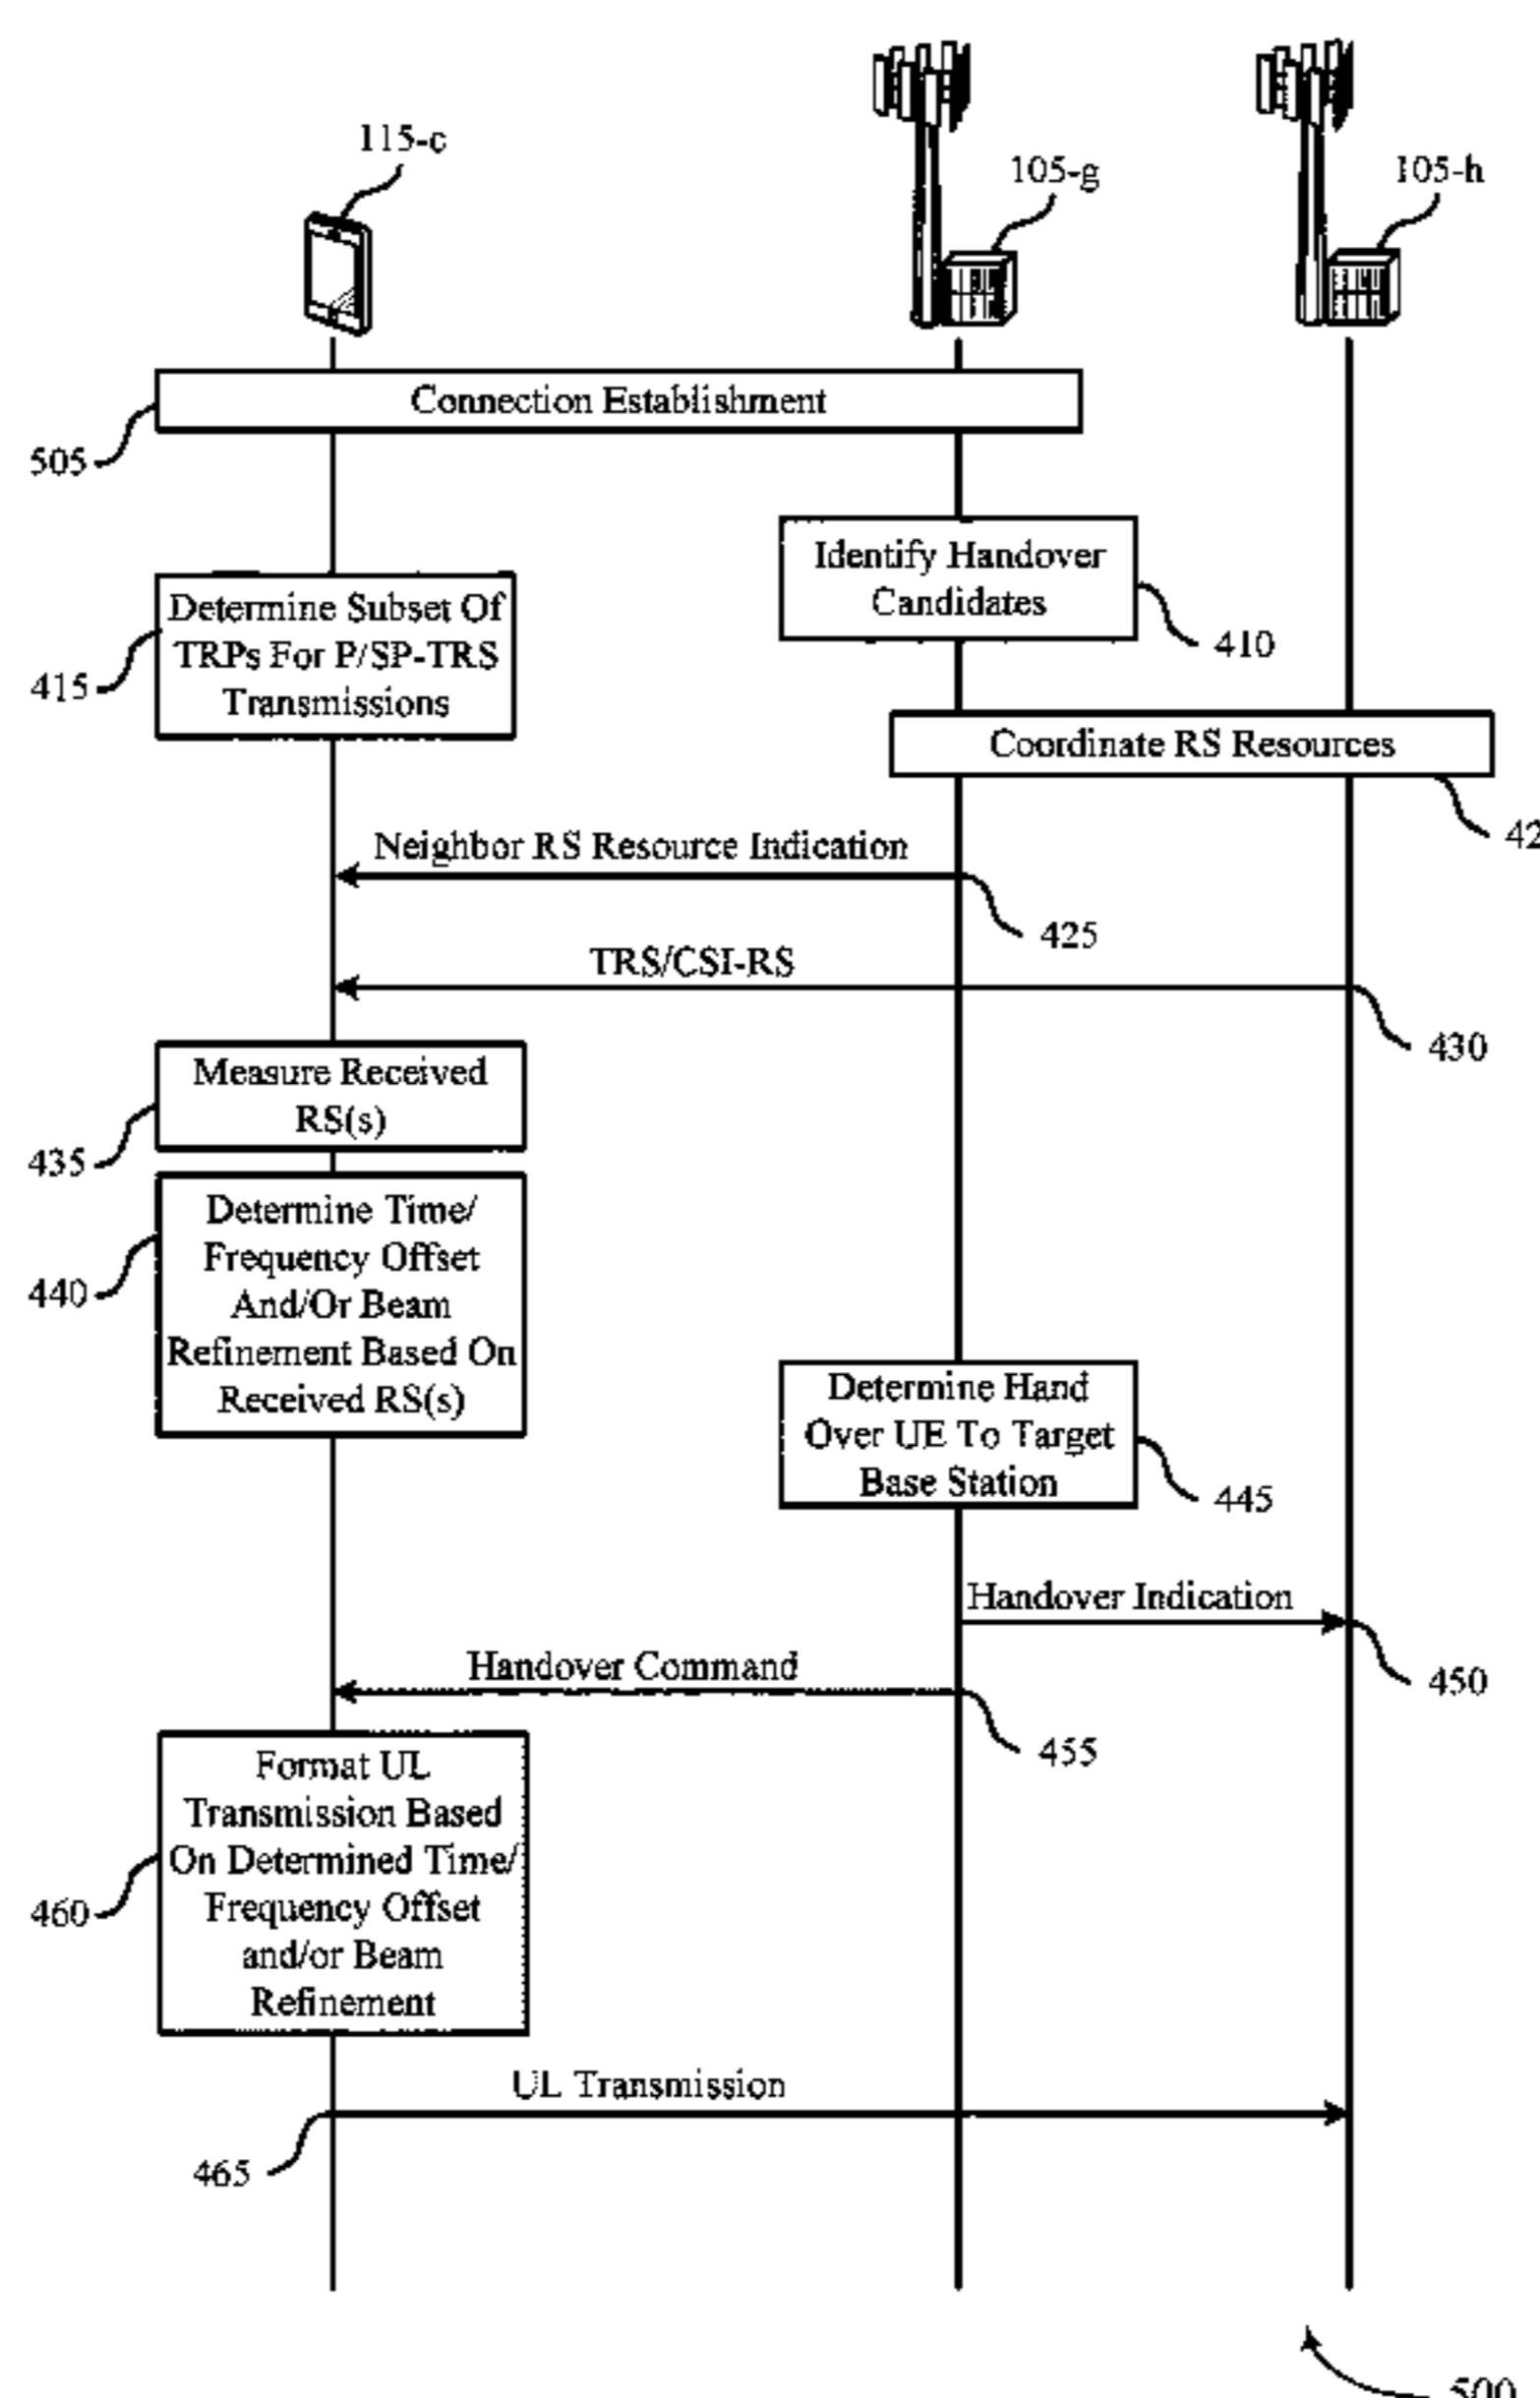 115-c
105-g
105-h
Connection Establishment
505
Identify Handover
Candidates
410
Determine Subset Of
TRPs For P/SP-TRS
Transmissions
415
Coordinate RS Resources
42
Neighbor RS Resource Indication
425
TRS/CSI-RS
430
Measure Received
RS(s)
435
Determine Time/
Frequency Offset
And/Or Beam
Refinement Based On
Received RS(s)
440
Determine Hand
Over UE To Target
Base Station
445
Handover Indication
450
Handover Command
455
Format UL
Transmission Based
On Determined Time/
Frequency Offset
and/or Beam
Refinement
460
UL Transmission
465
500